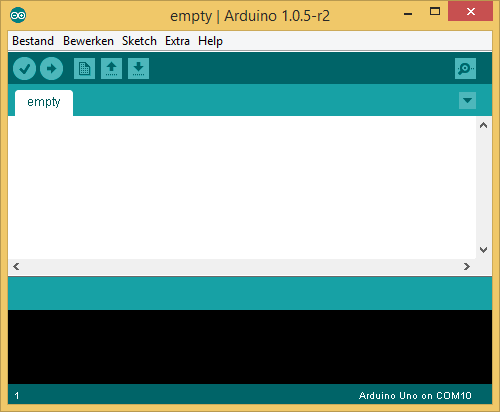 empty | Arduino 1.0.5-r2
Bestand Bewerken Sketch Extra Help
empty
1 Arduino Uno on COM10